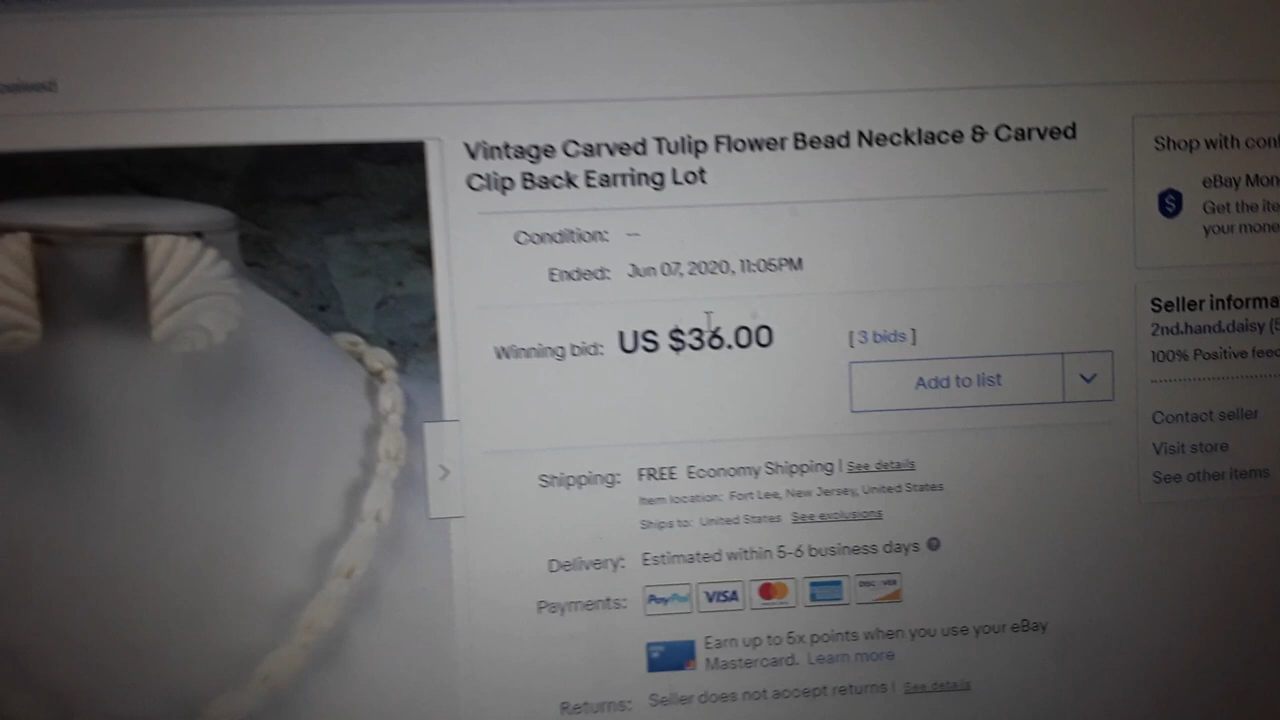 Vintage Carved Tulip Flower Bead Necklace & Carved
Clip Back Earring Lot
Condition: --
Ended: Jun 07, 2020, 11:05PM
Winning bid: US $36.00 [ 3 bids ]
Add to list
Shipping: FREE Economy Shipping | See details
Item location: Fort Lee, New Jersey, United States
Ships to: United States See exclusions
Delivery: Estimated within 5-6 business days
Payments: PayPal VISA MasterCard DISCOVER
Earn up to 5x points when you use your eBay
Mastercard. Learn more
Returns: Seller does not accept returns | See details
Shop with con
eBay Mon
Get the ite
your mone
Seller informa
2nd.hand.daisy (5
100% Positive feed
Contact seller
Visit store
See other items